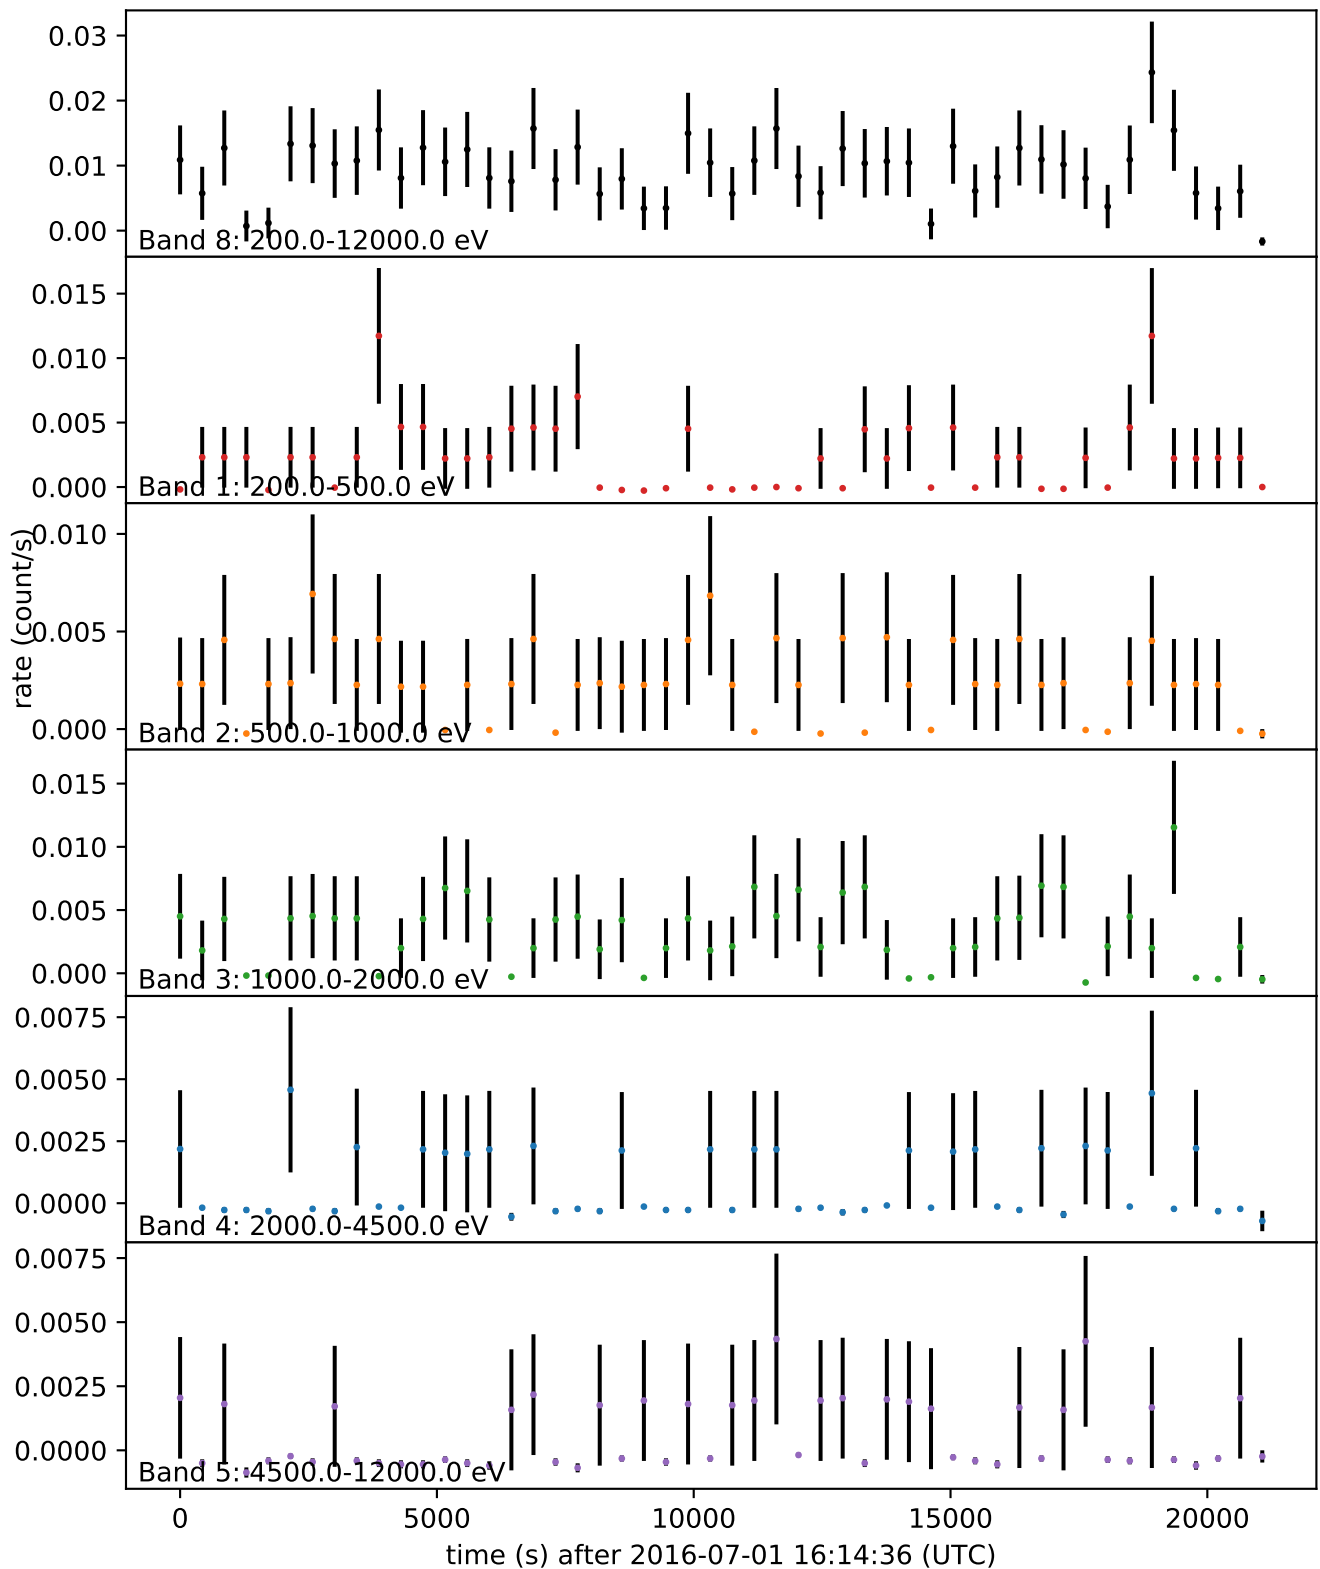 0.03
0.02
0.01
0.00
Band 8: 200.0-12000.0 eV
0.015
0.010
0.005
0.000
Band 1: 200.0-500.0 eV
rate (count/s)
0.010
0.005
0.000
Band 2: 500.0-1000.0 eV
0.015
0.010
0.005
0.000
Band 3: 1000.0-2000.0 eV
0.0075
0.0050
0.0025
0.0000
Band 4: 2000.0-4500.0 eV
0.0075
0.0050
0.0025
0.0000
Band 5: 4500.0-12000.0 eV
0 5000 10000 15000 20000
time (s) after 2016-07-01 16:14:36 (UTC)